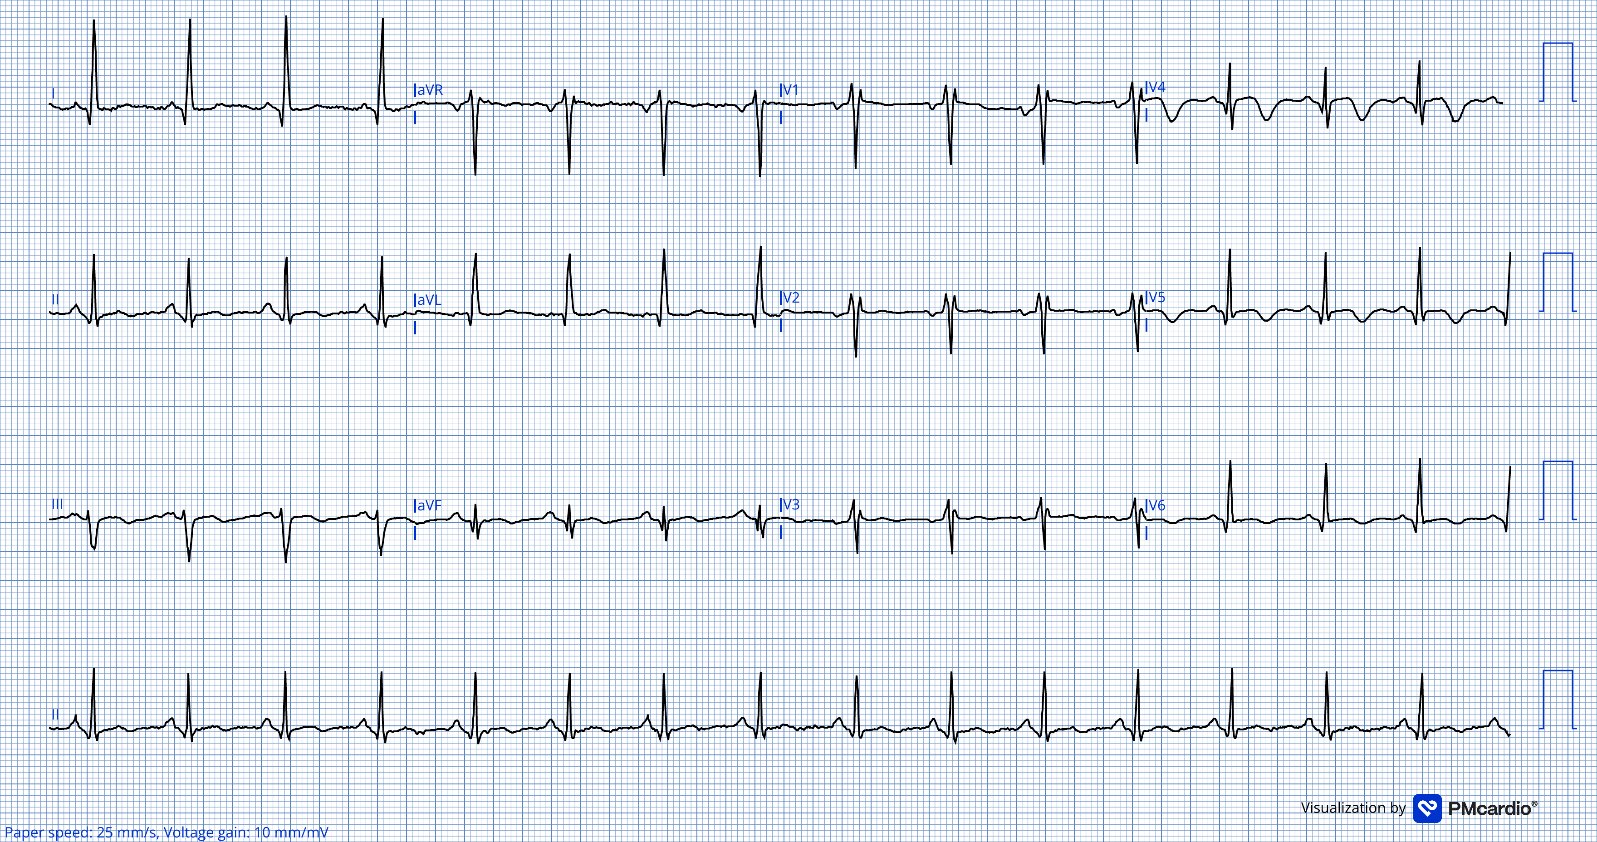 I
aVR
V1
V4
II
aVL
V2
V5
III
aVF
V3
V6
II
Visualization by PMcardio®
Paper speed: 25 mm/s, Voltage gain: 10 mm/mV